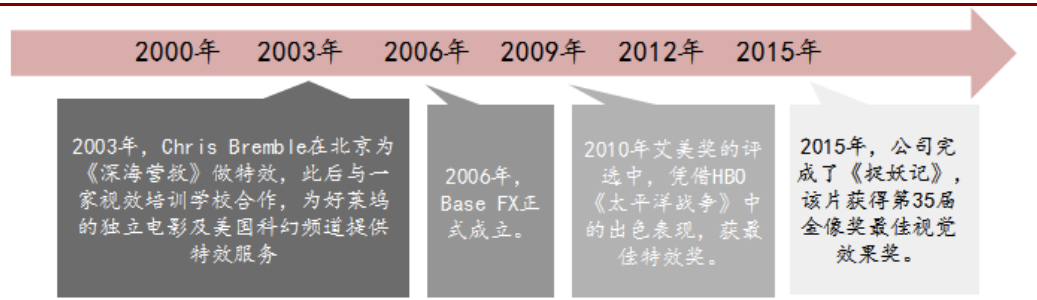 2000年 2003年 2006年 2009年 2012年 2015年
2003年，Chris Bremble在北京为
《深海营救》做特效，此后与一
家视效培训学校合作，为好莱坞
的独立电影及美国科幻频道提供
特效服务
2006年，
Base FX正
式成立。
2010年艾美奖的评
选中，凭借HBO
《太平洋战争》中
的出色表现，获最
佳特效奖。
2015年，公司完
成了《捉妖记》，
该片获得第35届
金像奖最佳视觉
效果奖。